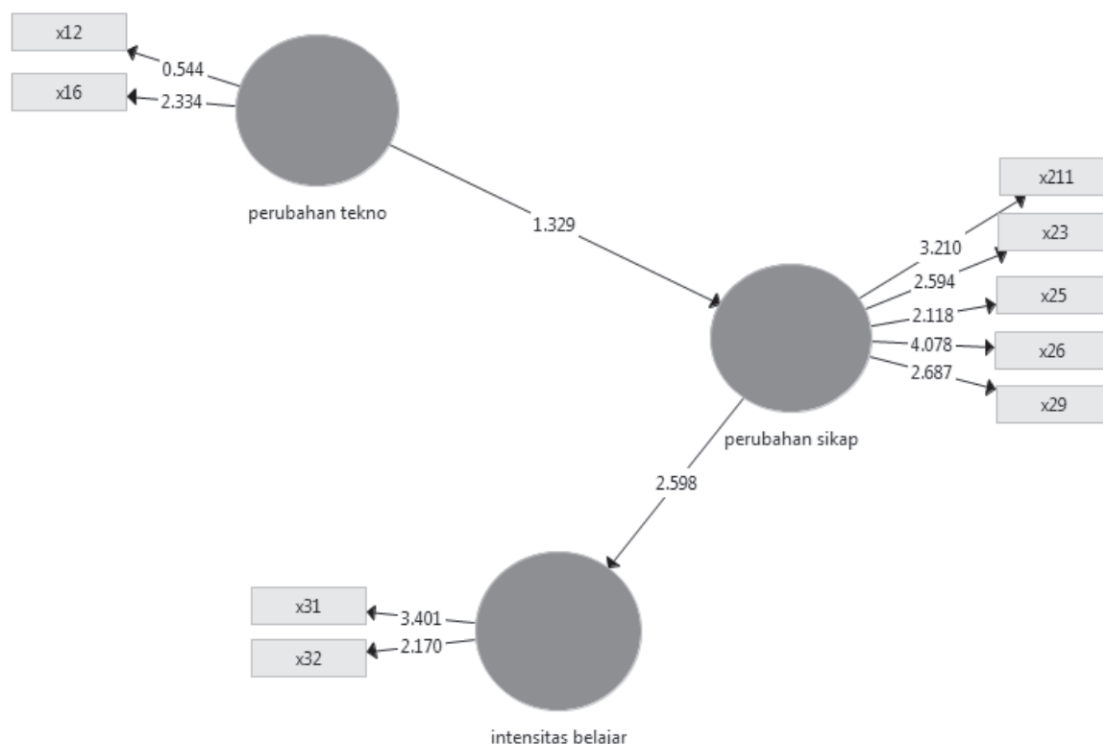 x12
0.544
x16
2.334
perubahan tekno
1.329
x211
3.210
x23
2.594
x25
2.118
x26
4.078
x29
2.687
perubahan sikap
2.598
x31
3.401
x32
2.170
intensitas belajar